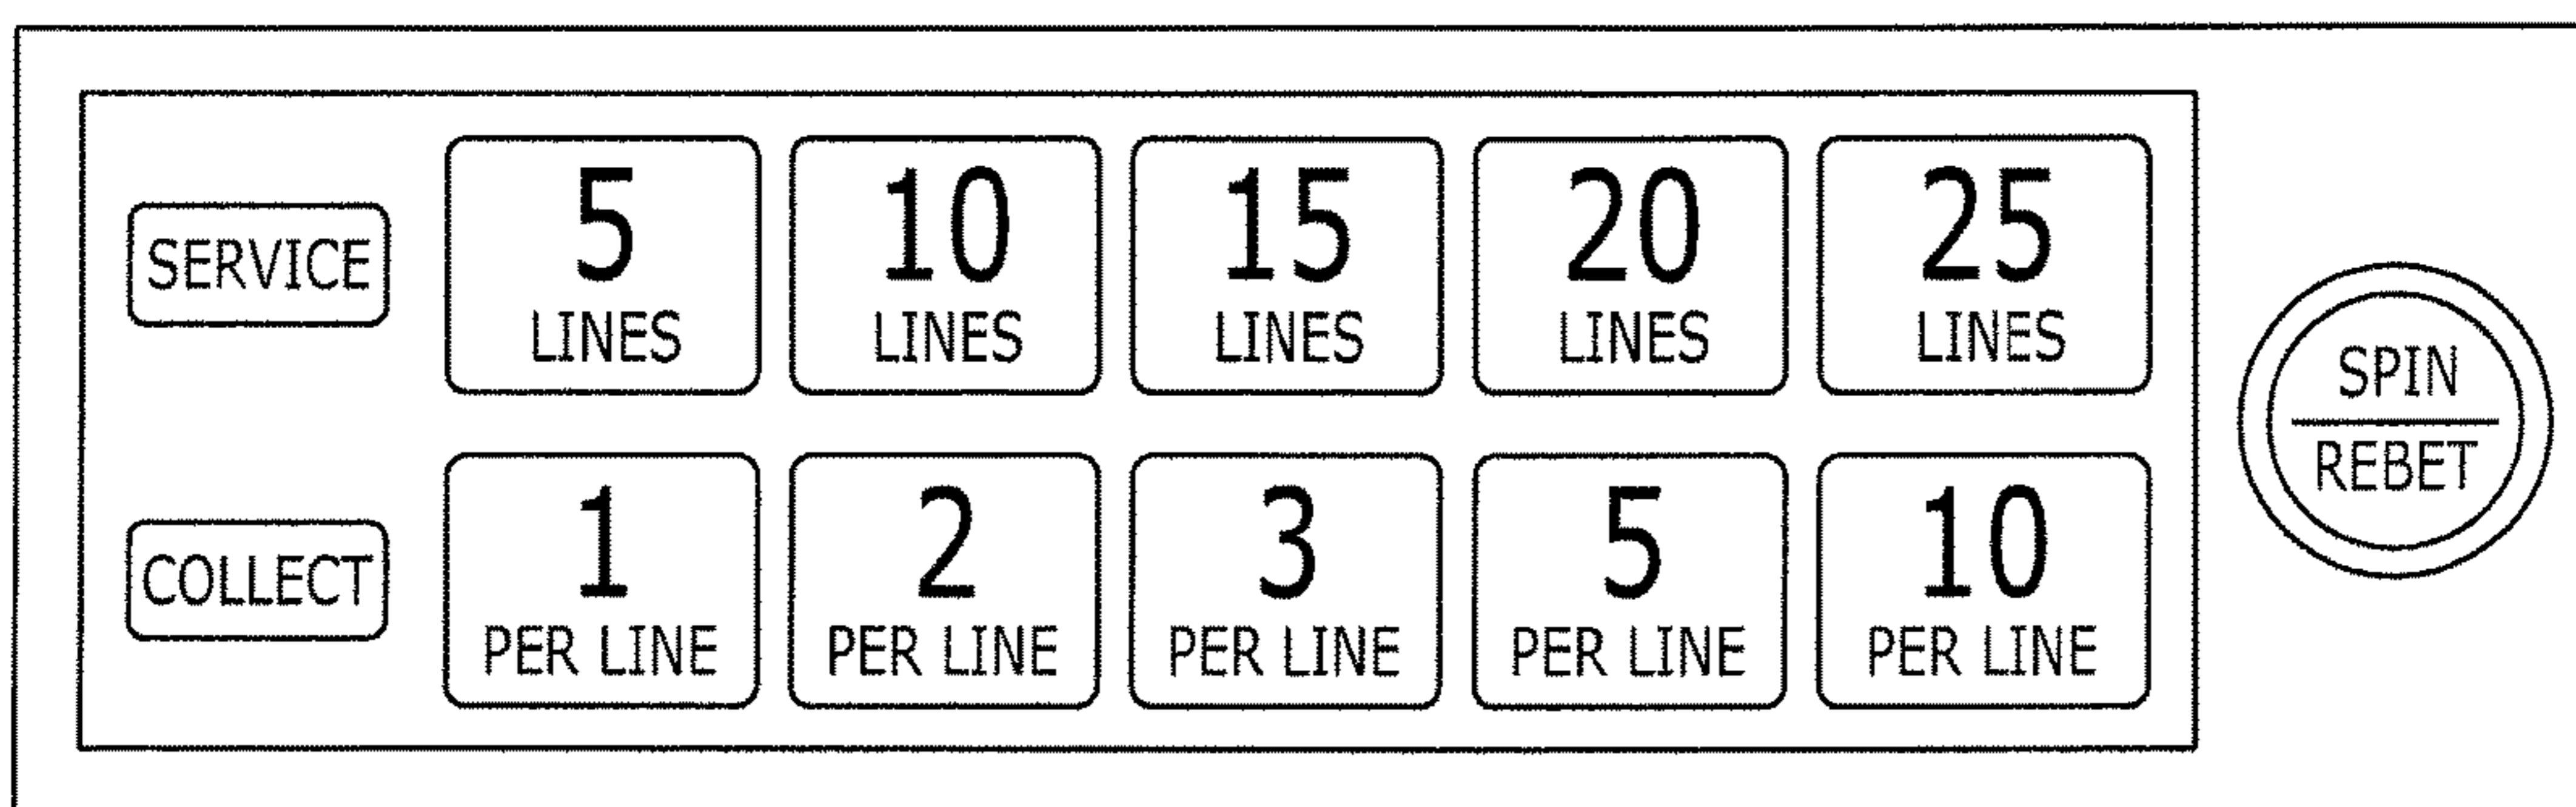 SERVICE
5
LINES
10
LINES
15
LINES
20
LINES
25
LINES
COLLECT
1
PER LINE
2
PER LINE
3
PER LINE
5
PER LINE
10
PER LINE
SPIN
REBET